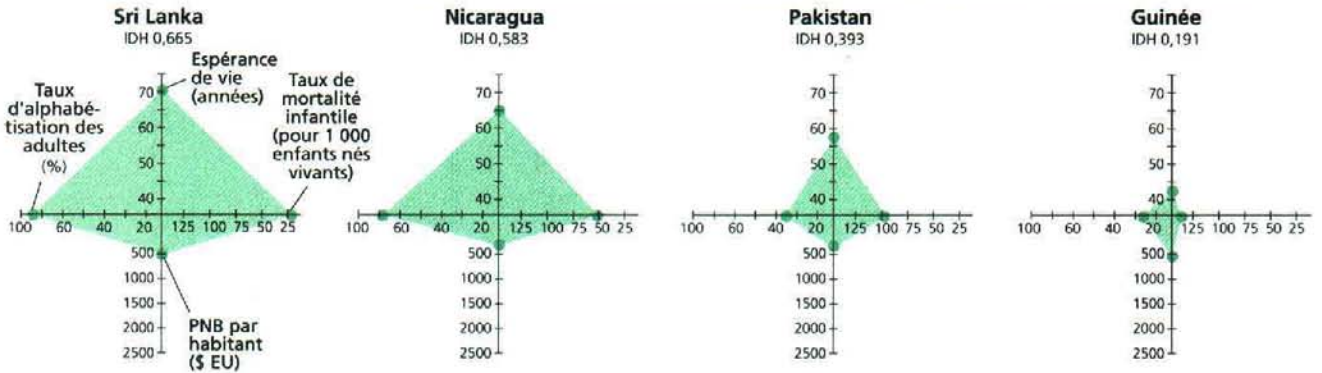 Sri Lanka
IDH 0,665
Espérance
de vie
(années)
Taux
d'alphabé-
tisation des
adultes
(%)
Taux de
mortalité
infantile
(pour 1 000
enfants nés
vivants)
70
60
50
40
100 60 40 20 125 100 75 50 25
500
1000
1500
2000
2500
PNB par
habitant
($ EU)
Nicaragua
IDH 0,583
70
60
50
40
100 60 40 20 125 100 75 50 25
500
1000
1500
2000
2500
Pakistan
IDH 0,393
70
60
50
40
100 60 40 20 125 100 75 50 25
500
1000
1500
2000
2500
Guinée
IDH 0,191
70
60
50
40
100 60 40 20 125 100 75 50 25
500
1000
1500
2000
2500